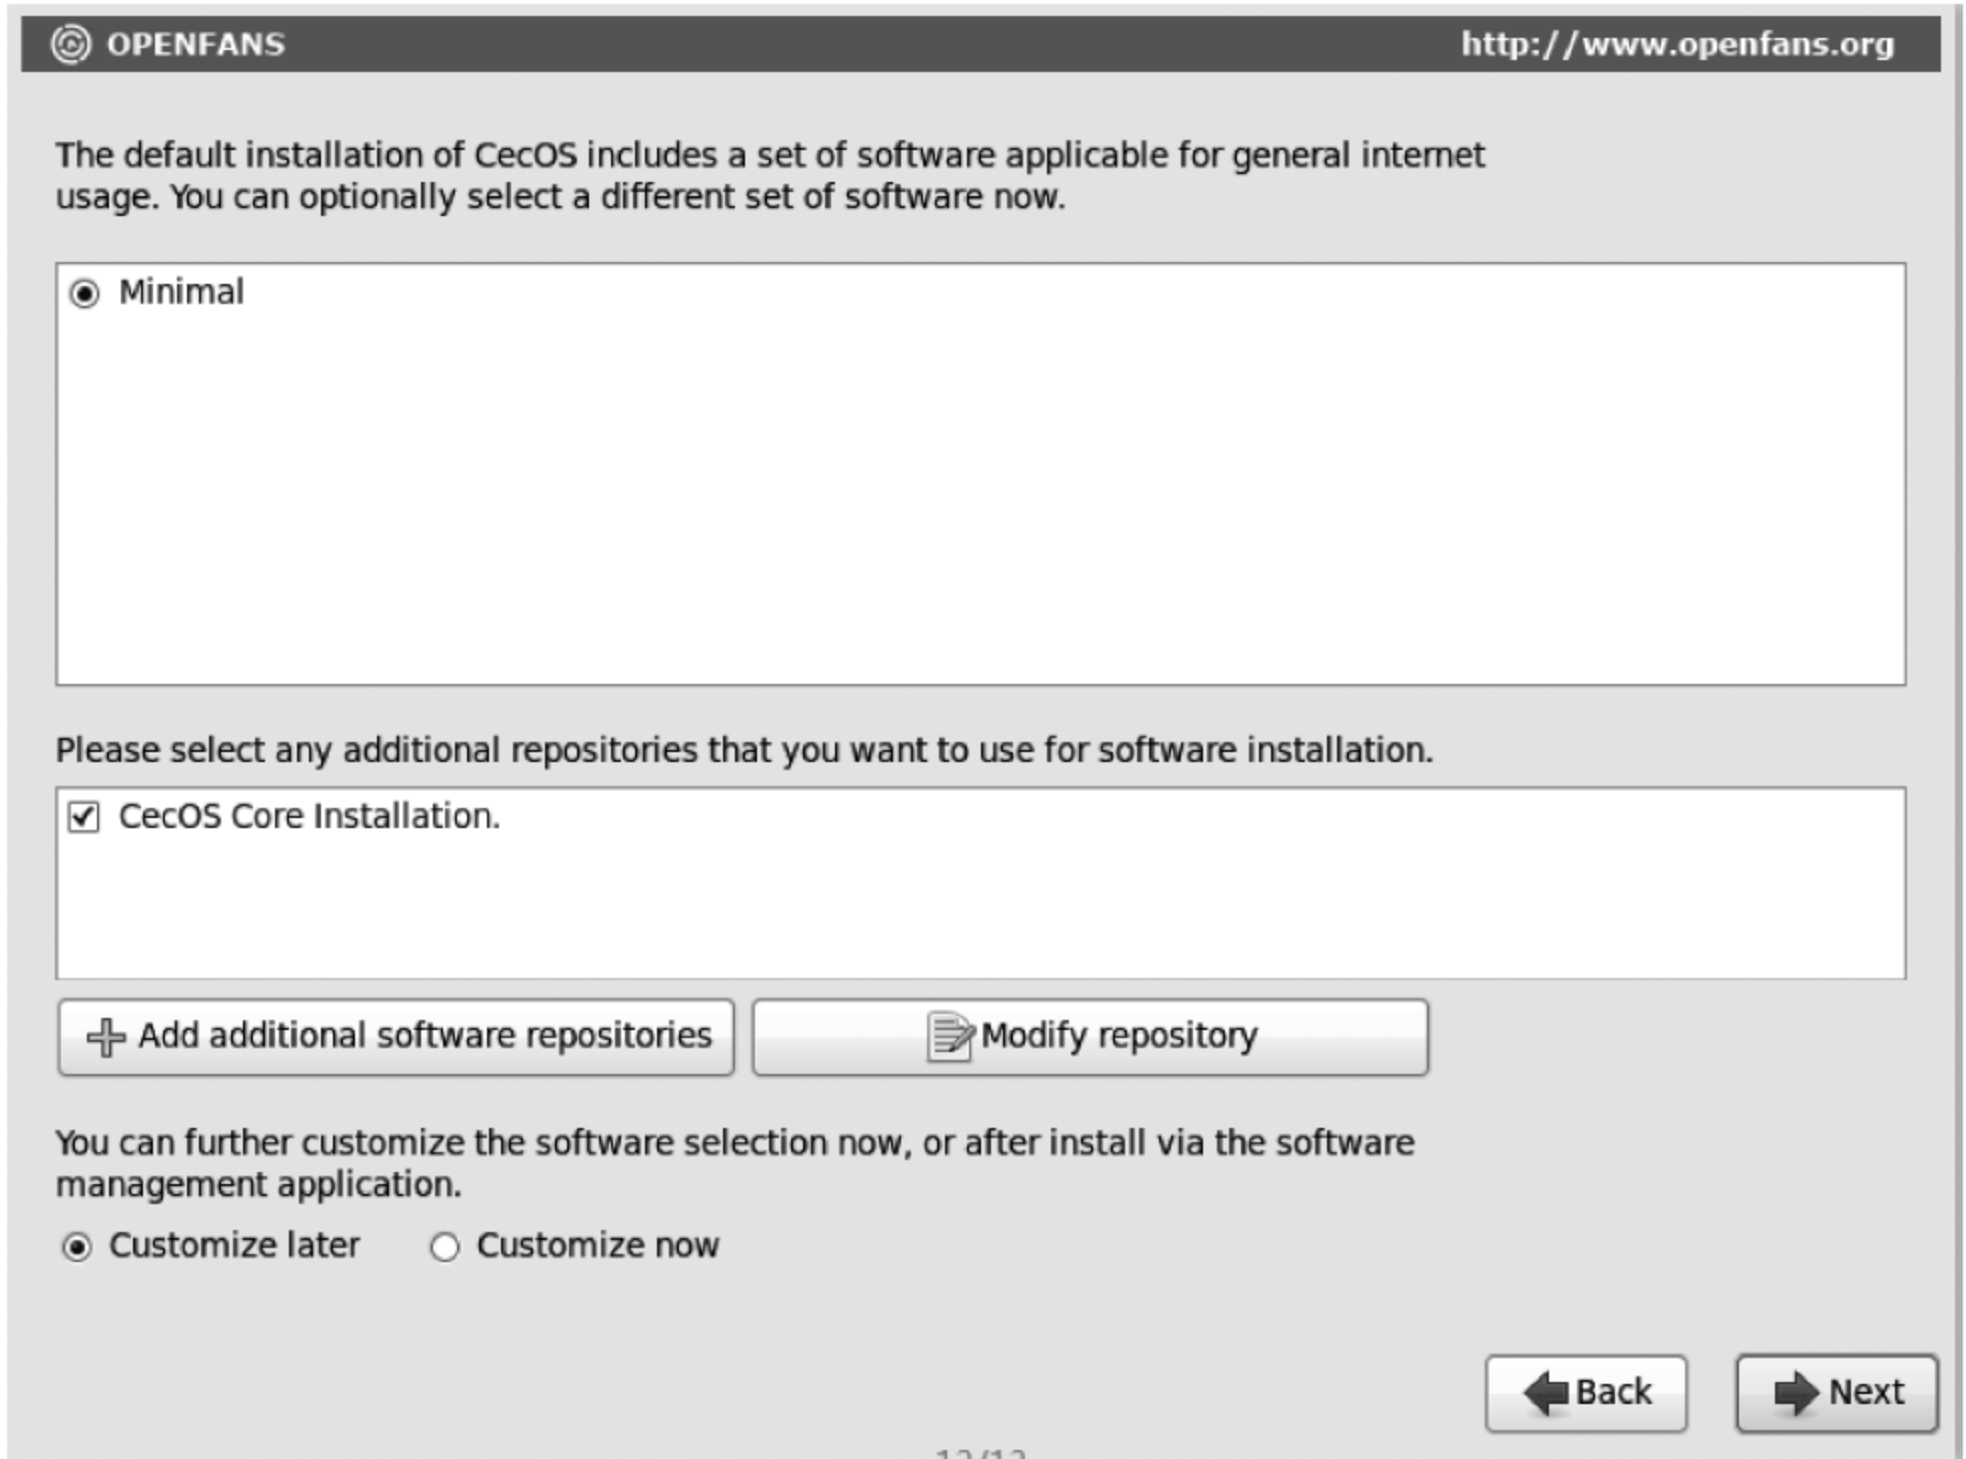 OPENFANS
http://www.openfans.org
The default installation of CecOS includes a set of software applicable for general internet
usage. You can optionally select a different set of software now.
Minimal
Please select any additional repositories that you want to use for software installation.
CecOS Core Installation.
Add additional software repositories
Modify repository
You can further customize the software selection now, or after install via the software
management application.
Customize later
Customize now
Back
Next